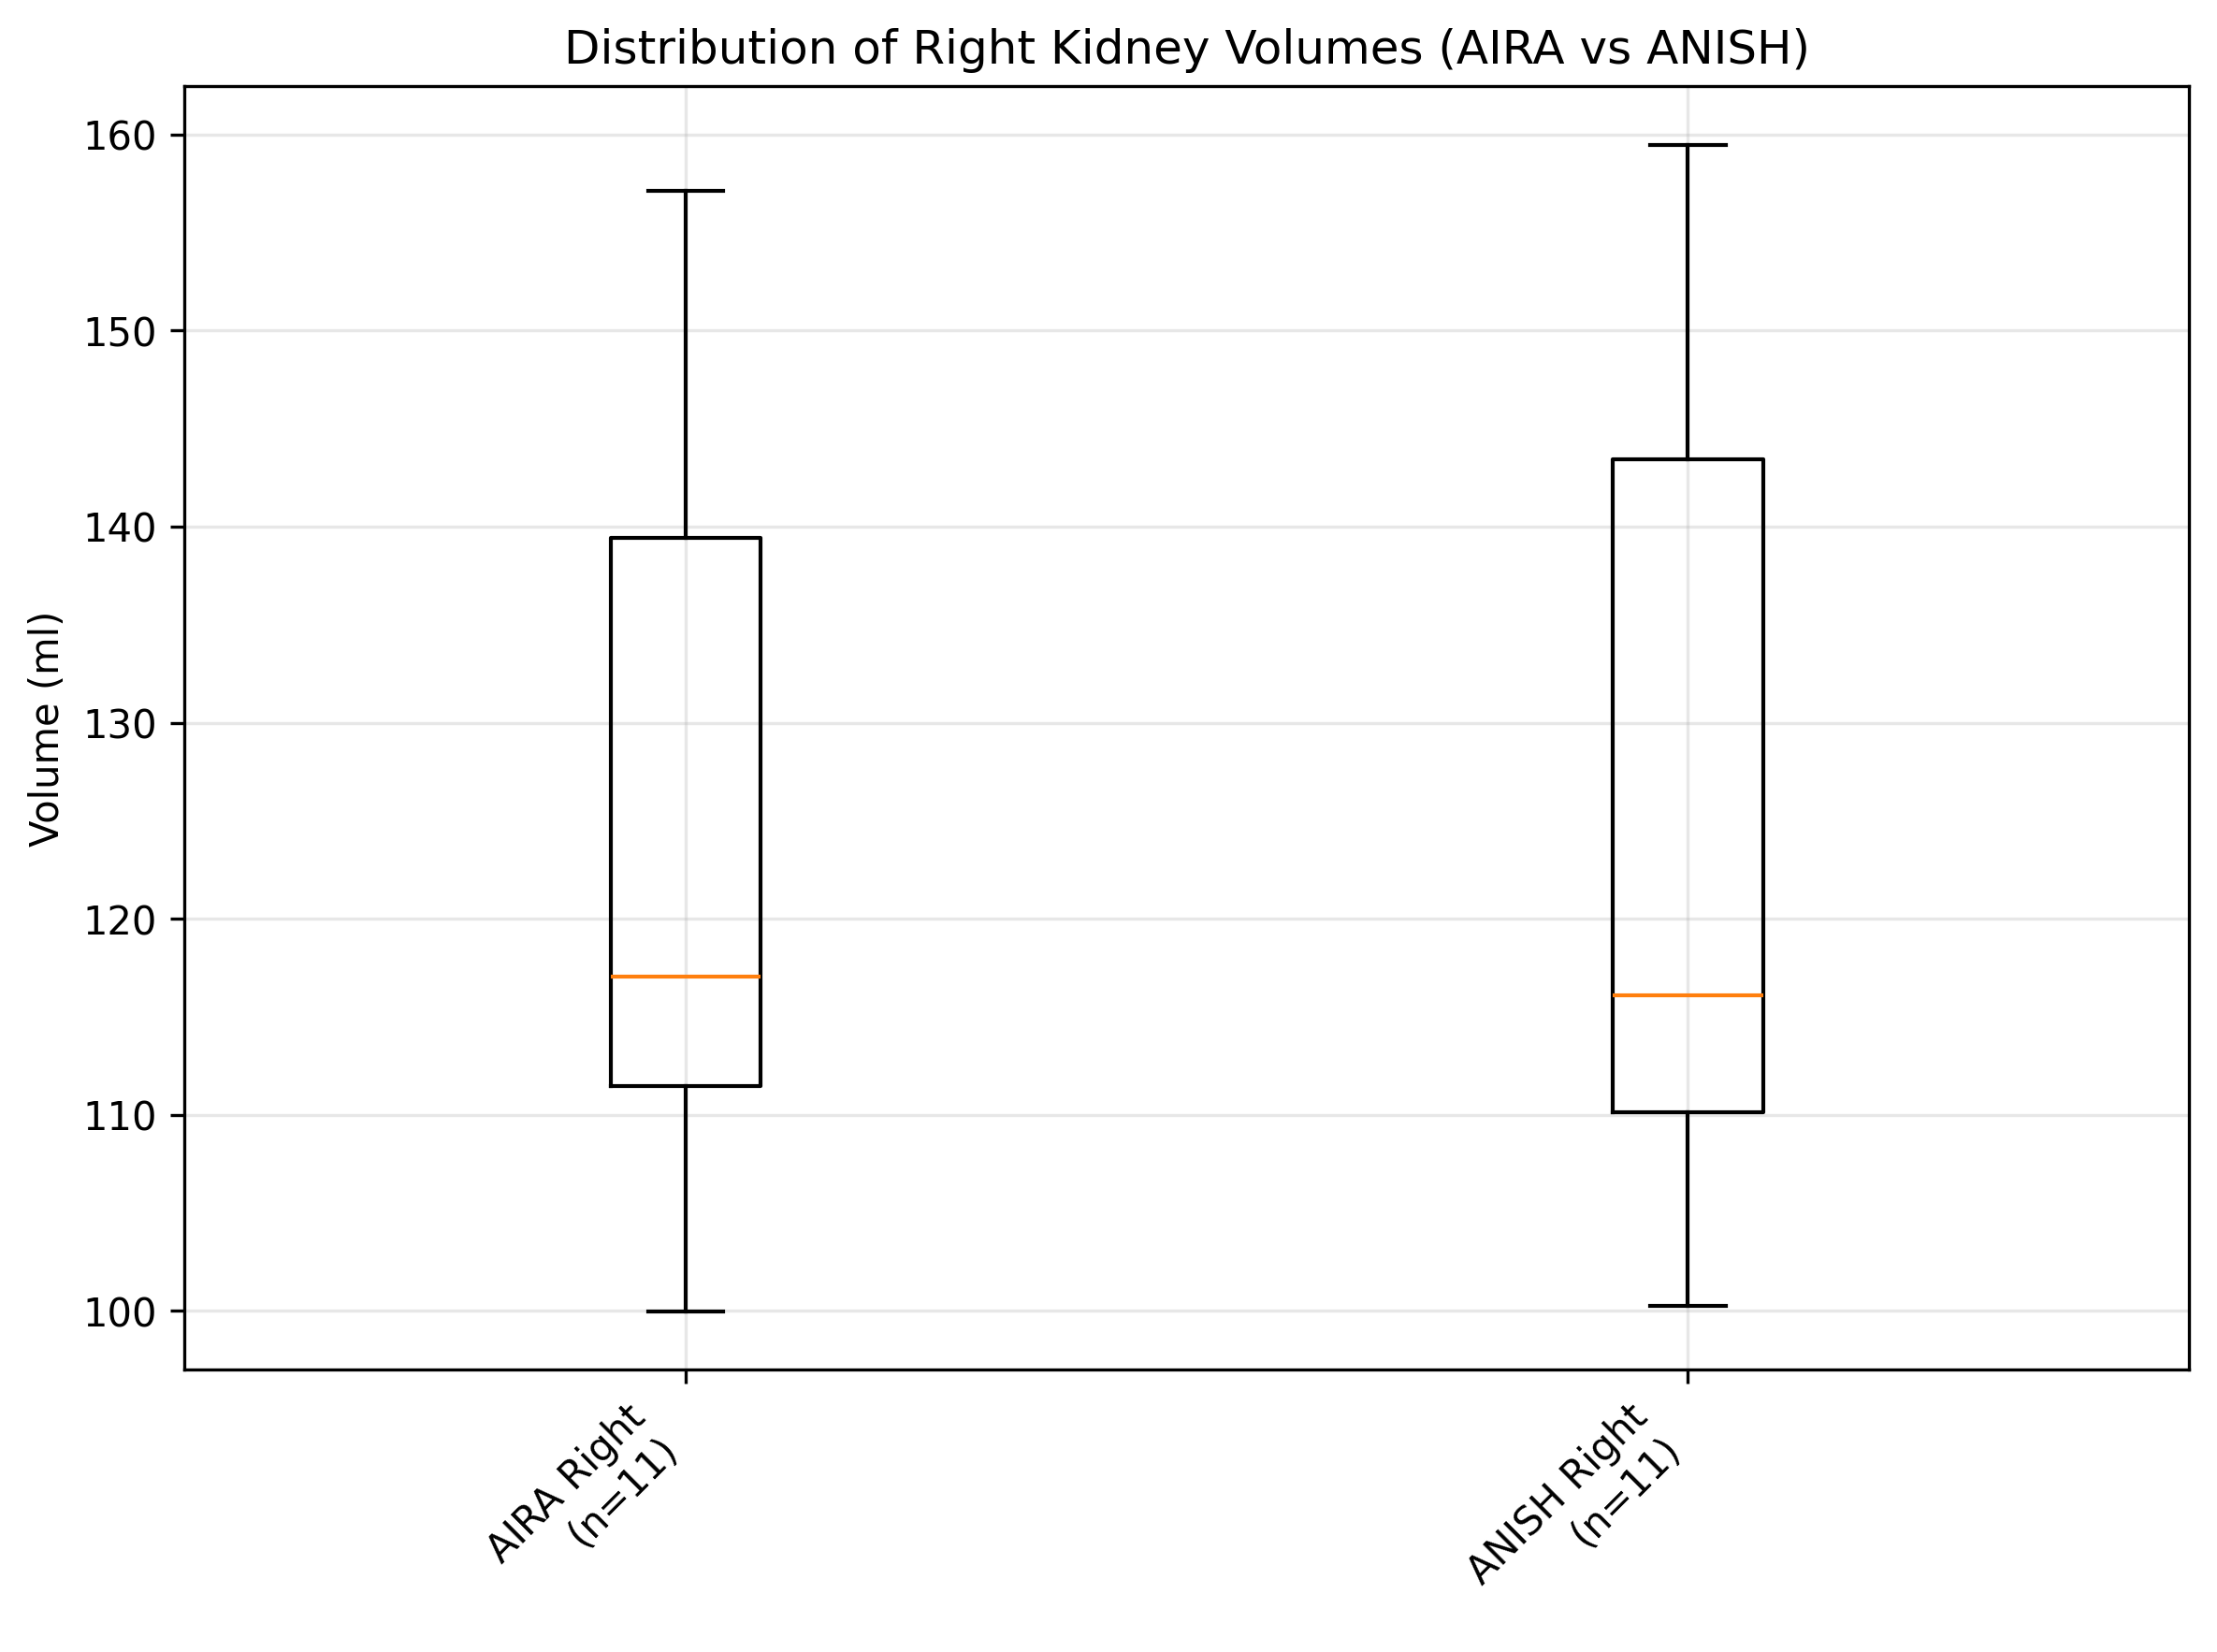 Distribution of Right Kidney Volumes (AIRA vs ANISH)
Volume (ml)
160
150
140
130
120
110
100
AIRA Right
(n=11)
ANISH Right
(n=11)